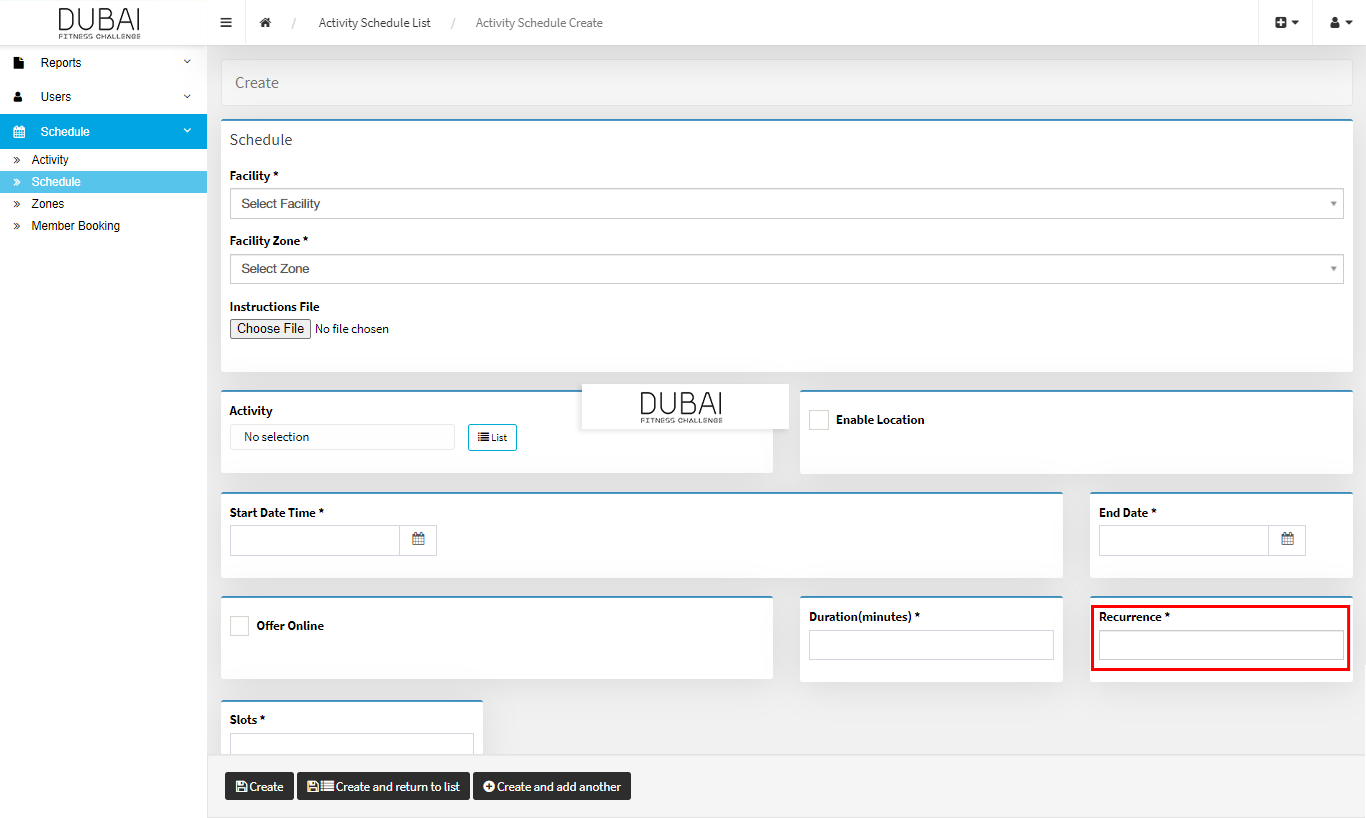 DUBAI
FITNESS CHALLENGE
/ Activity Schedule List / Activity Schedule Create
Reports
Users
Schedule
» Activity
» Schedule
» Zones
» Member Booking
Create
Schedule
Facility *
Select Facility
Facility Zone *
Select Zone
Instructions File
Choose File No file chosen
Activity
No selection
List
DUBAI
FITNESS CHALLENGE
Enable Location
Start Date Time *
End Date *
Offer Online
Duration(minutes) *
Recurrence *
Slots *
Create
Create and return to list
Create and add another